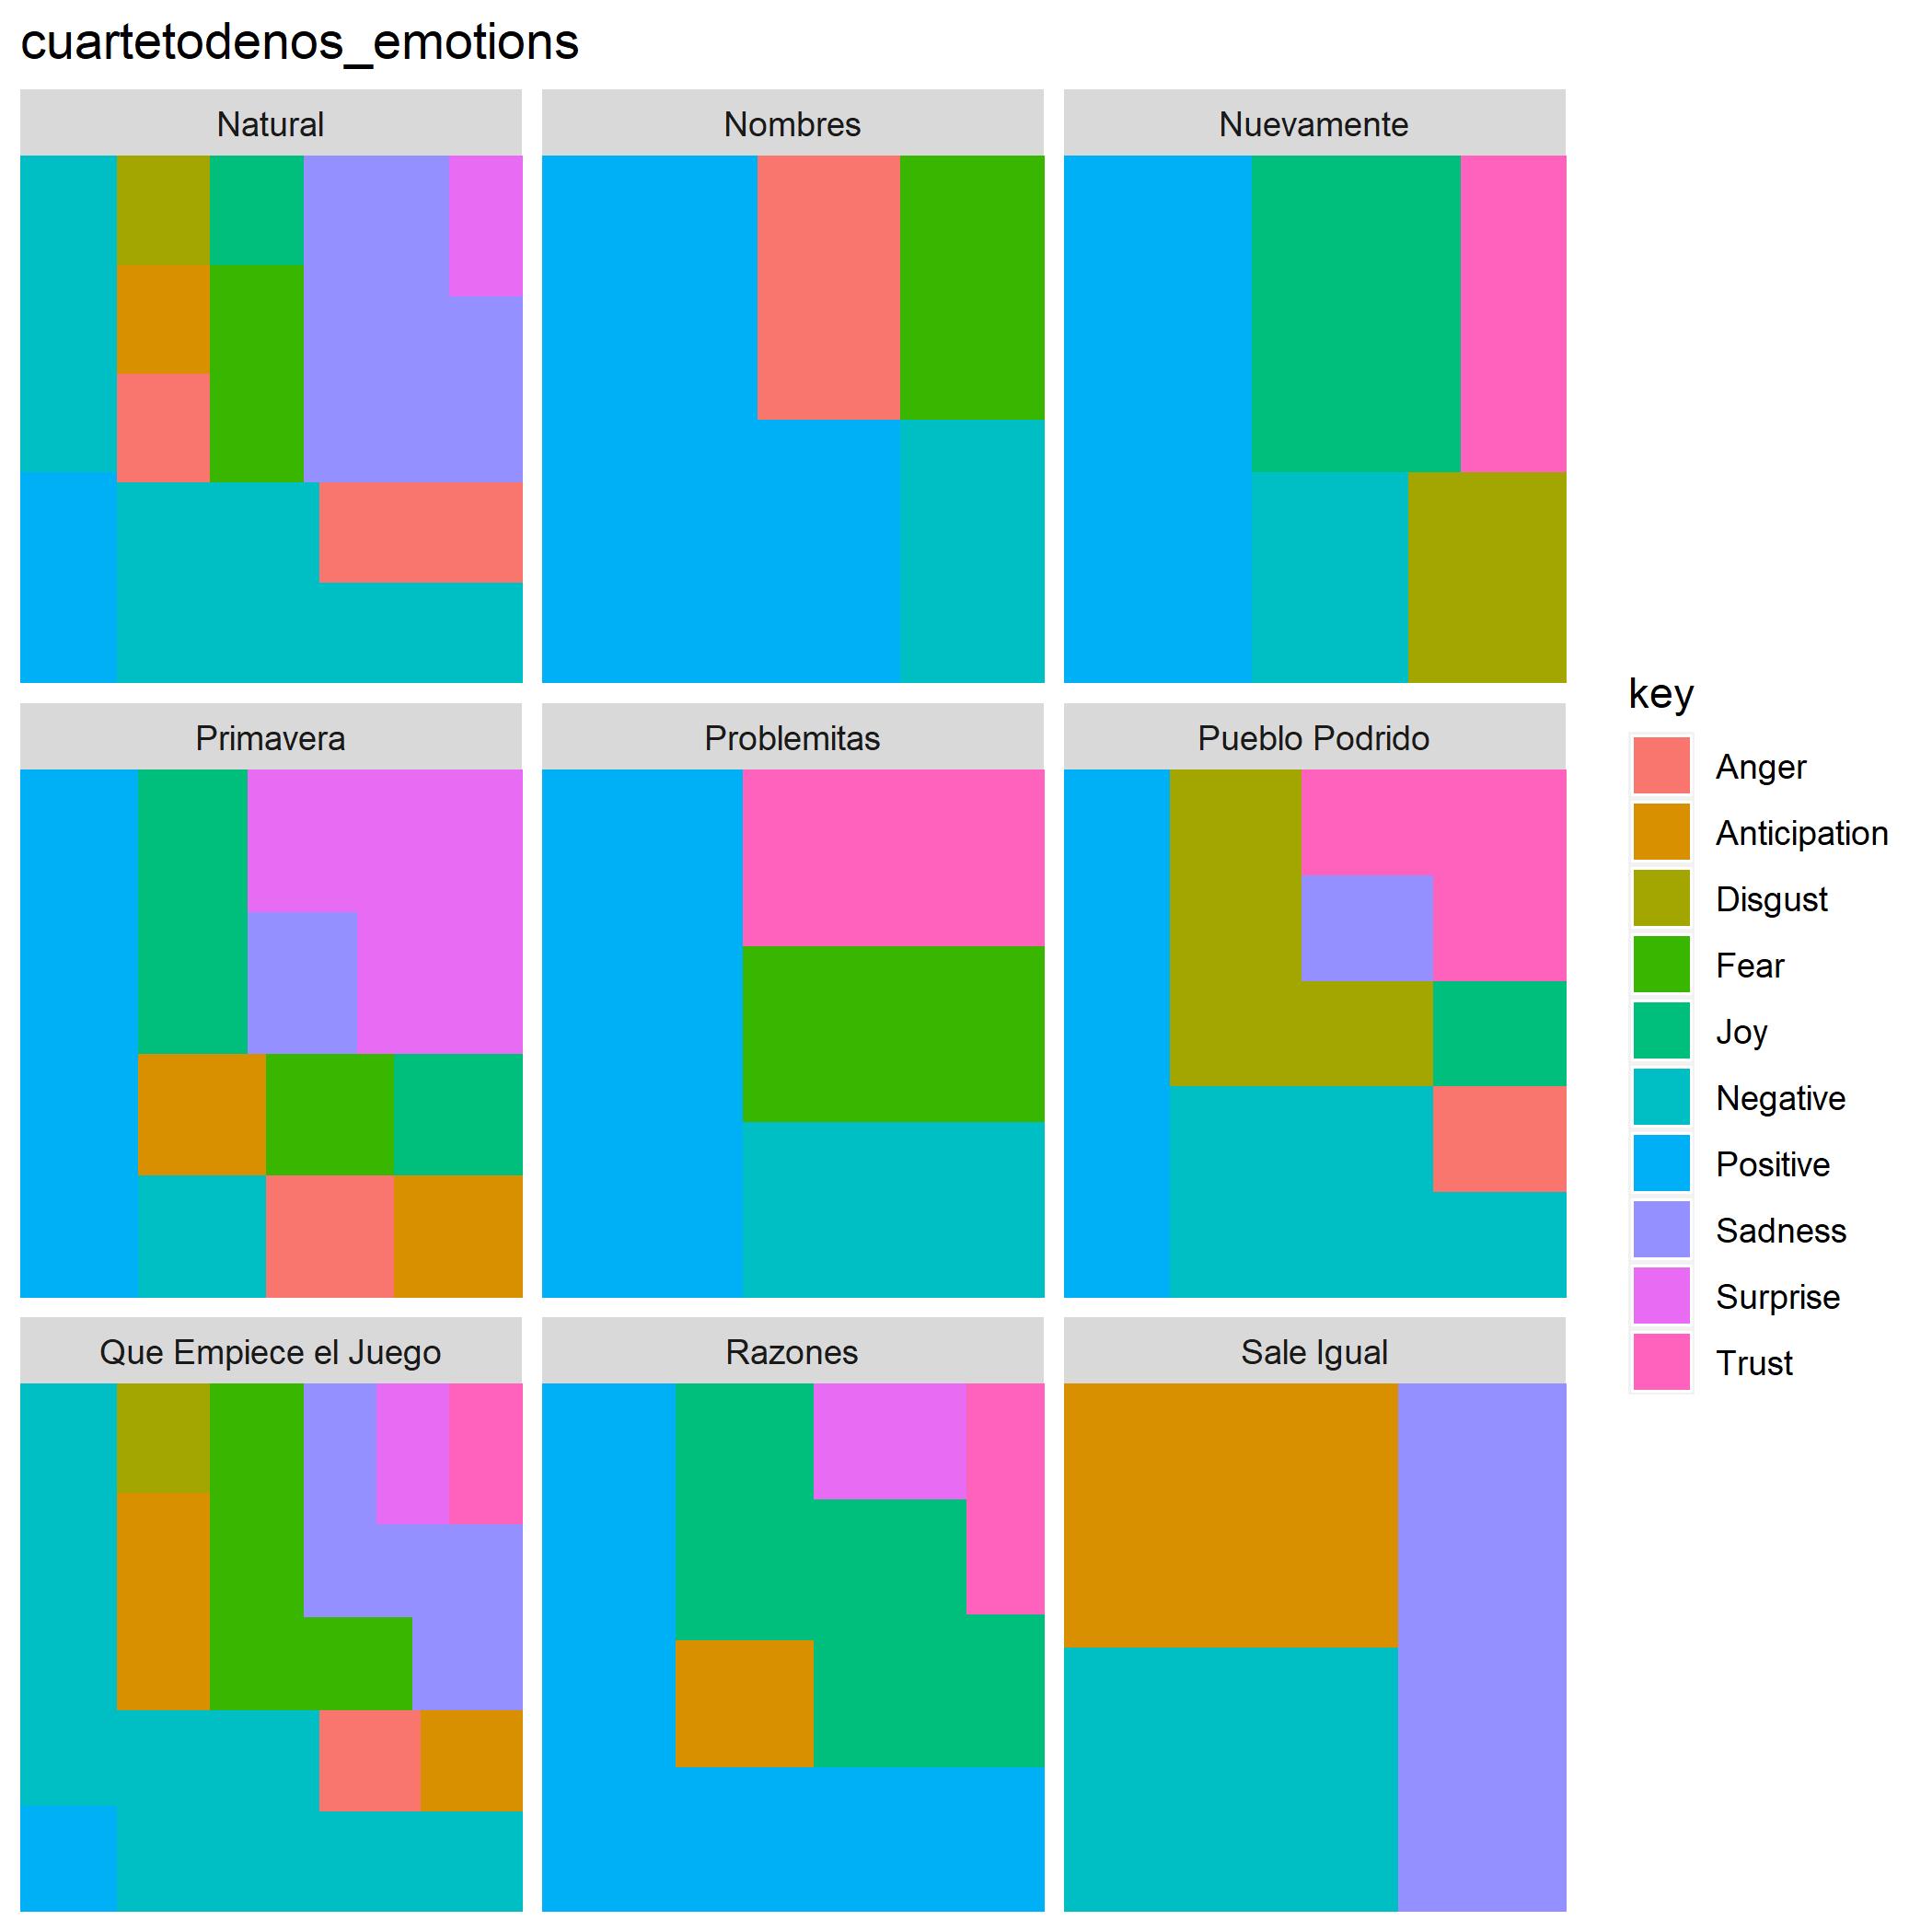 cuartetodenos_emotions
Natural
Nombres
Nuevamente
Primavera
Problemitas
Pueblo Podrido
Que Empiece el Juego
Razones
Sale Igual
key
Anger
Anticipation
Disgust
Fear
Joy
Negative
Positive
Sadness
Surprise
Trust